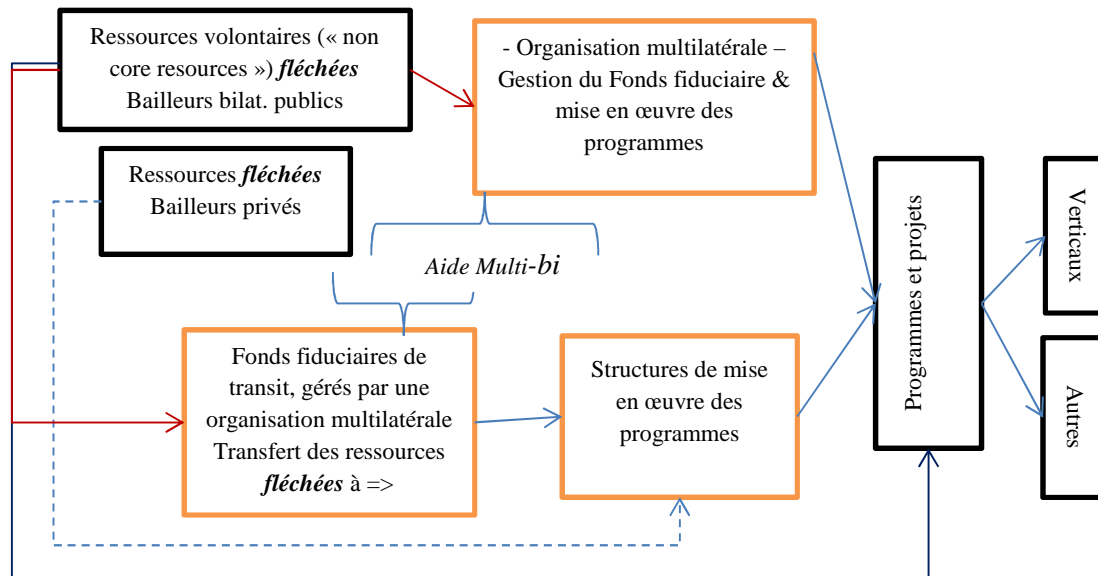 Ressources volontaires (« non
core resources ») fléchées
Bailleurs bilat. publics
- Organisation multilatérale –
Gestion du Fonds fiduciaire &
mise en œuvre des
programmes
Ressources fléchées
Bailleurs privés
Aide Multi-bi
Fonds fiduciaires de
transit, gérés par une
organisation multilatérale
Transfert des ressources
fléchées à =>
Structures de mise
en œuvre des
programmes
Programmes et projets
Verticaux
Autres